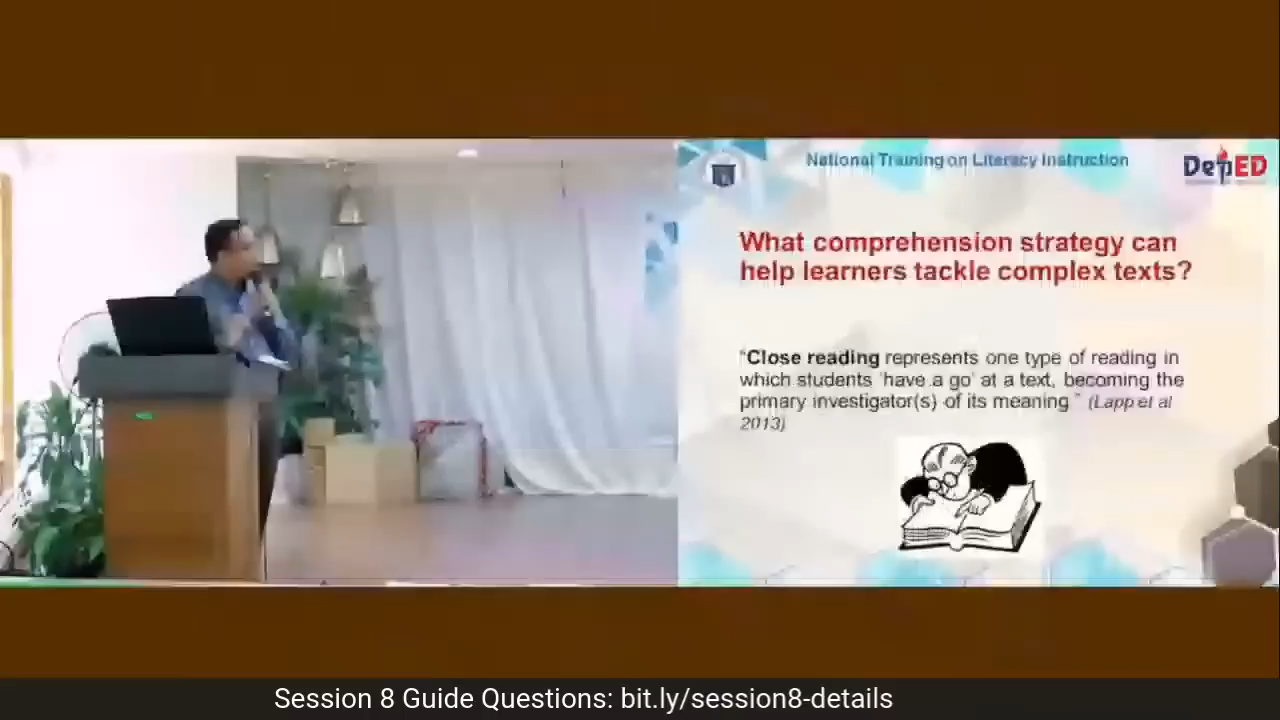 National Training on Literacy Instruction
DepED
What comprehension strategy can
help learners tackle complex texts?
"Close reading represents one type of reading in
which students 'have a go' at a text, becoming the
primary investigator(s) of its meaning." (Lapp et al
2013)
Session 8 Guide Questions: bit.ly/session8-details